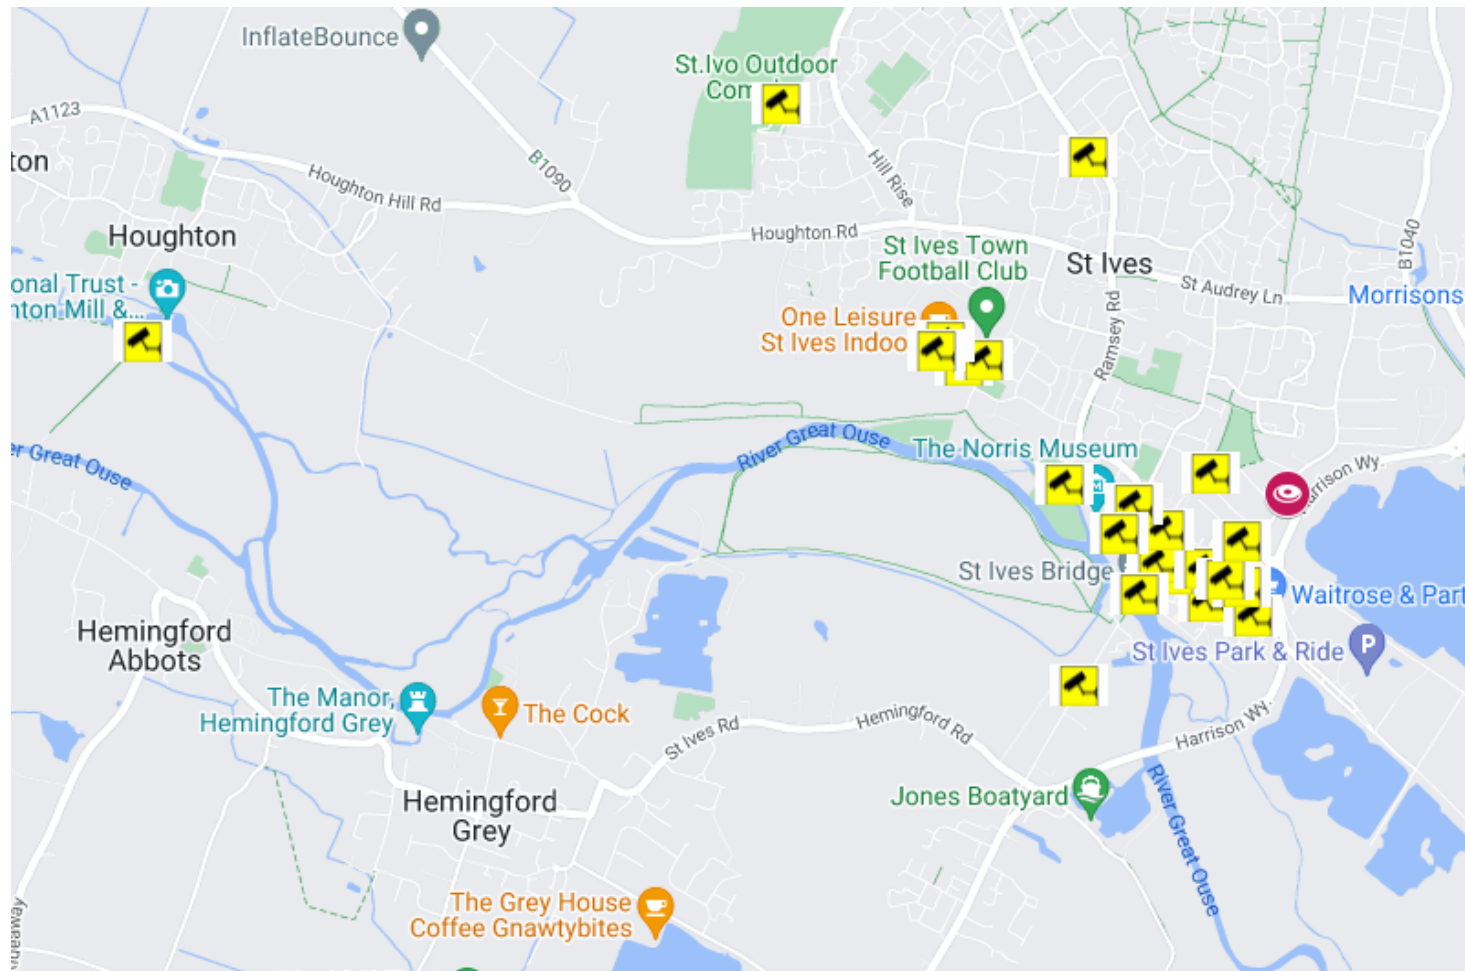 InflateBounce
St.Ivo Outdoor
A1123
ton
B1090
Houghton Hill Rd
Hill Rise
Houghton
Houghton Rd
St Ives Town
Football Club
St Ives
B1040
onal Trust -
nton Mill &...
St Audrey Ln
Morrisons
One Leisure
St Ives Indoo
Ramsey Rd
er Great Ouse
River Great Ouse
The Norris Museum
Harrison Wy.
St Ives Bridge
Waitrose & Part
Hemingford
Abbots
St Ives Park & Ride
P
The Manor,
Hemingford Grey
The Cock
St Ives Rd
Hemingford Rd
Harrison Wy.
Jones Boatyard
River Great Ouse
Hemingford
Grey
The Grey House
Coffee Gnawtybites